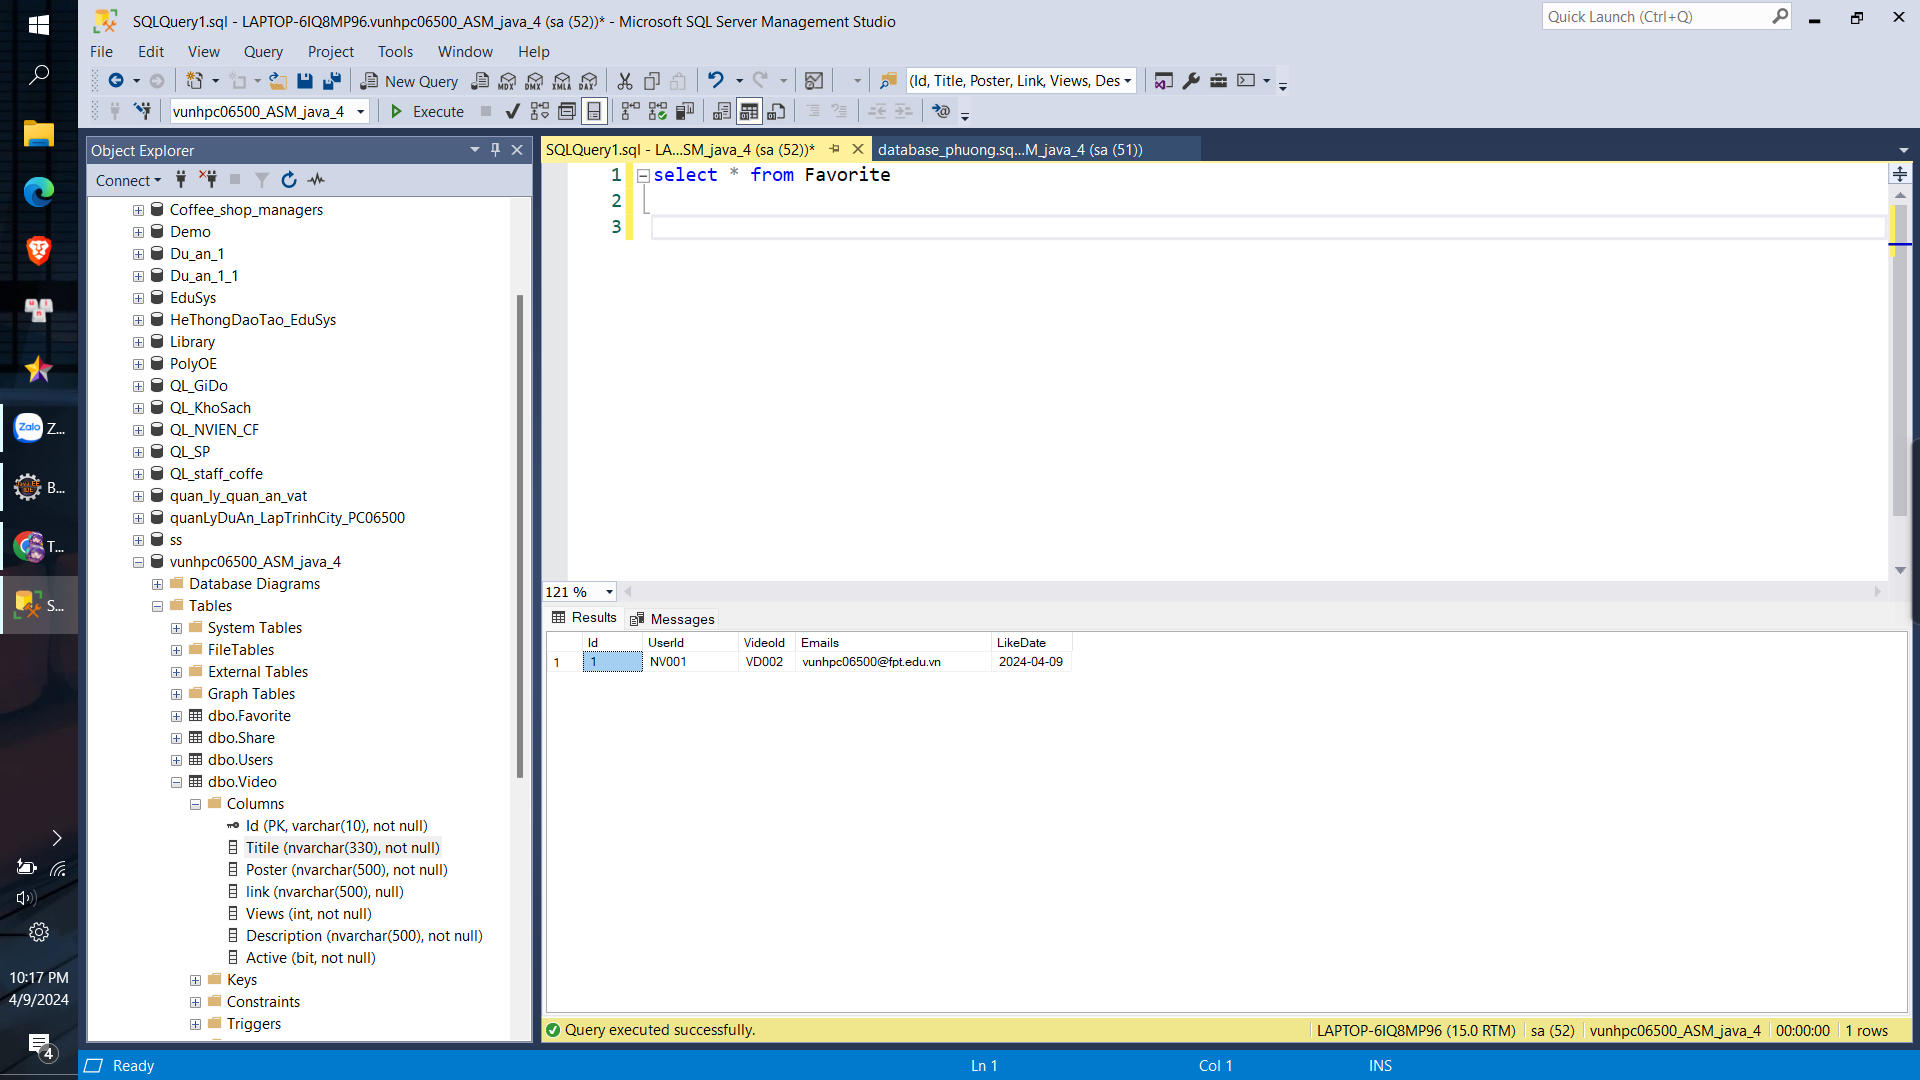 SQLQuery1.sql - LAPTOP-6IQ8MP96.vunhpc06500_ASM_java_4 (sa (52))* - Microsoft SQL Server Management Studio
Quick Launch (Ctrl+Q)
File Edit View Query Project Tools Window Help
New Query
MDX DMX XMLA DAX
(Id, Title, Poster, Link, Views, Des
vunhpc06500_ASM_java_4
Execute
Object Explorer
Connect
Coffee_shop_managers
Demo
Du_an_1
Du_an_1_1
EduSys
HeThongDaoTao_EduSys
Library
PolyOE
QL_GiDo
QL_KhoSach
QL_NVIEN_CF
QL_SP
QL_staff_coffe
quan_ly_quan_an_vat
quanLyDuAn_LapTrinhCity_PC06500
ss
vunhpc06500_ASM_java_4
Database Diagrams
Tables
System Tables
FileTables
External Tables
Graph Tables
dbo.Favorite
dbo.Share
dbo.Users
dbo.Video
Columns
Id (PK, varchar(10), not null)
Titile (nvarchar(330), not null)
Poster (nvarchar(500), not null)
link (nvarchar(500), null)
Views (int, not null)
Description (nvarchar(500), not null)
Active (bit, not null)
Keys
Constraints
Triggers
SQLQuery1.sql - LA...SM_java_4 (sa (52))*
database_phuong.sq...M_java_4 (sa (51))
1 select * from Favorite
2
3
121 %
Results Messages
Id UserId VideoId Emails LikeDate
1 1 NV001 VD002 vunhpc06500@fpt.edu.vn 2024-04-09
Query executed successfully.
LAPTOP-6IQ8MP96 (15.0 RTM) sa (52) vunhpc06500_ASM_java_4 00:00:00 1 rows
Ready
Ln 1
Col 1
INS
Zalo Z...
B...
T...
S...
10:17 PM
4/9/2024
4